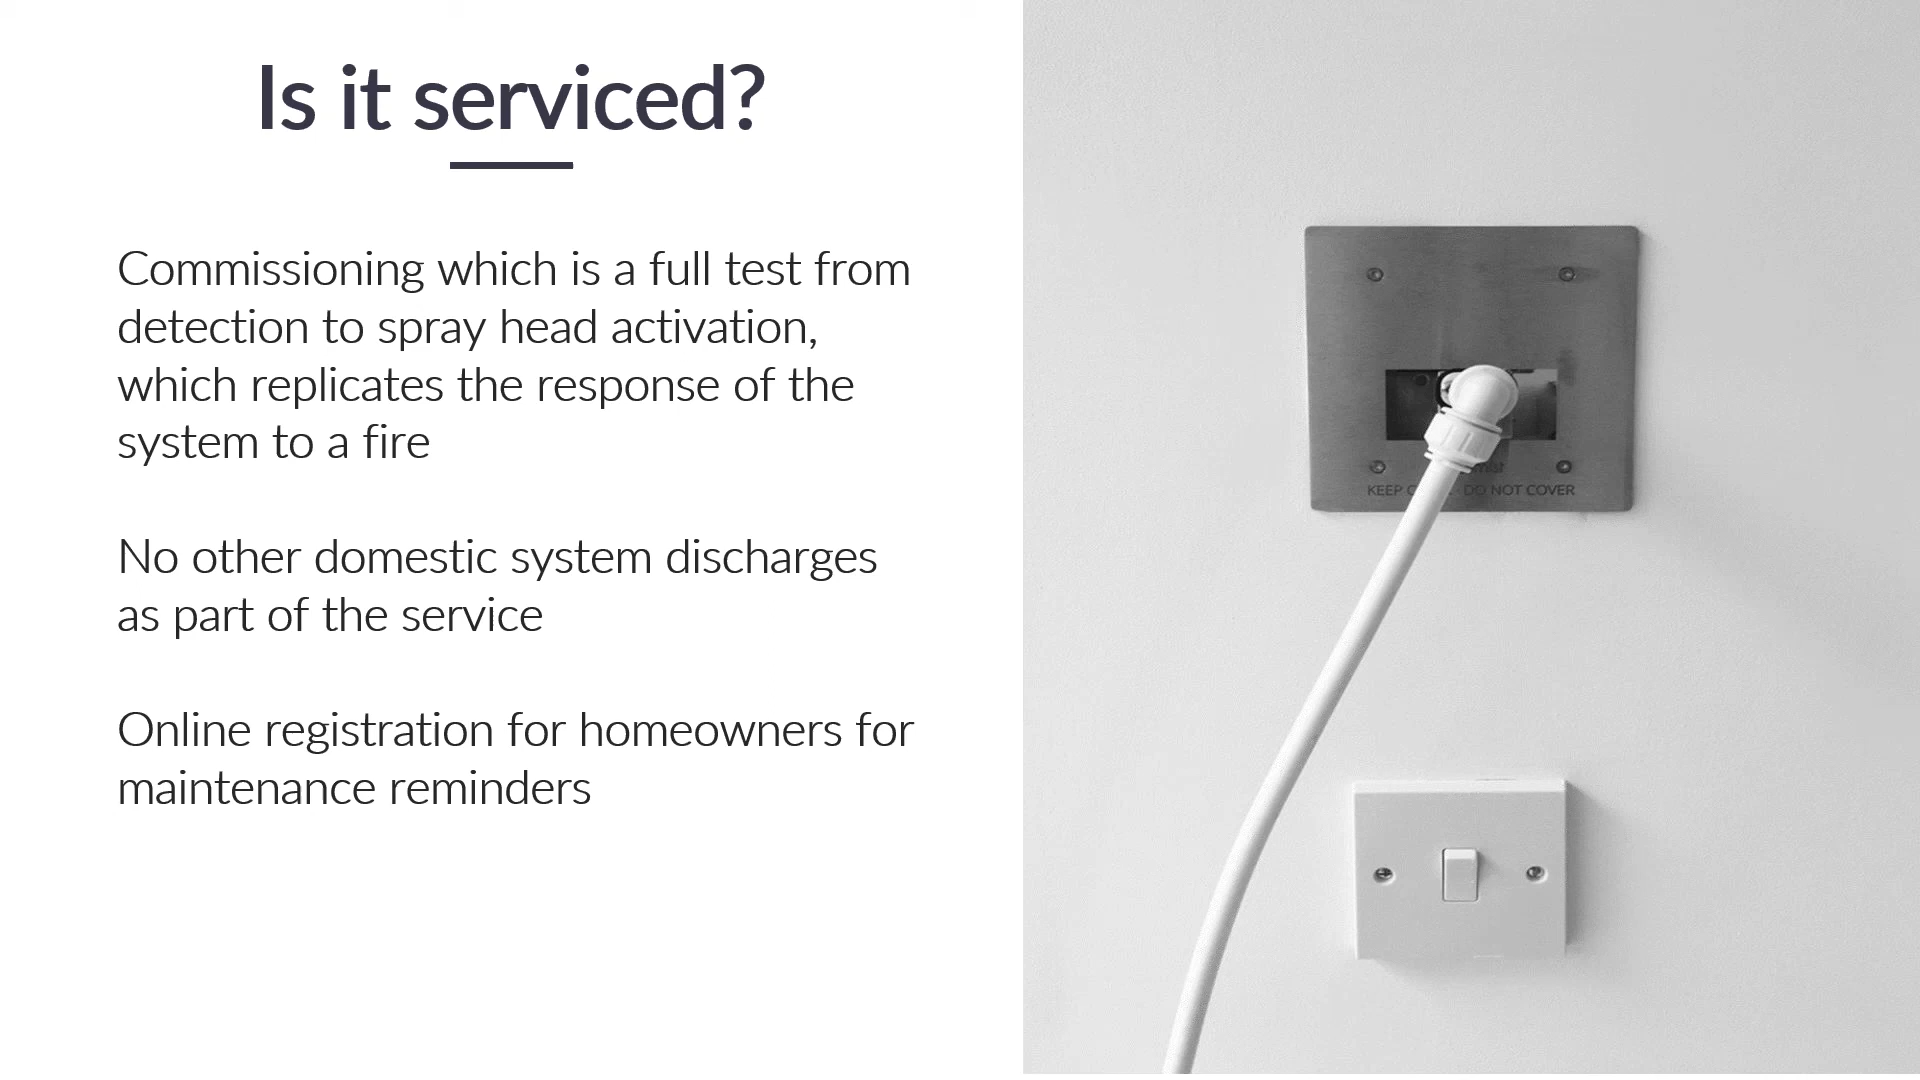 Is it serviced?
Commissioning which is a full test from
detection to spray head activation,
which replicates the response of the
system to a fire
No other domestic system discharges
as part of the service
Online registration for homeowners for
maintenance reminders
KEEP DO NOT COVER